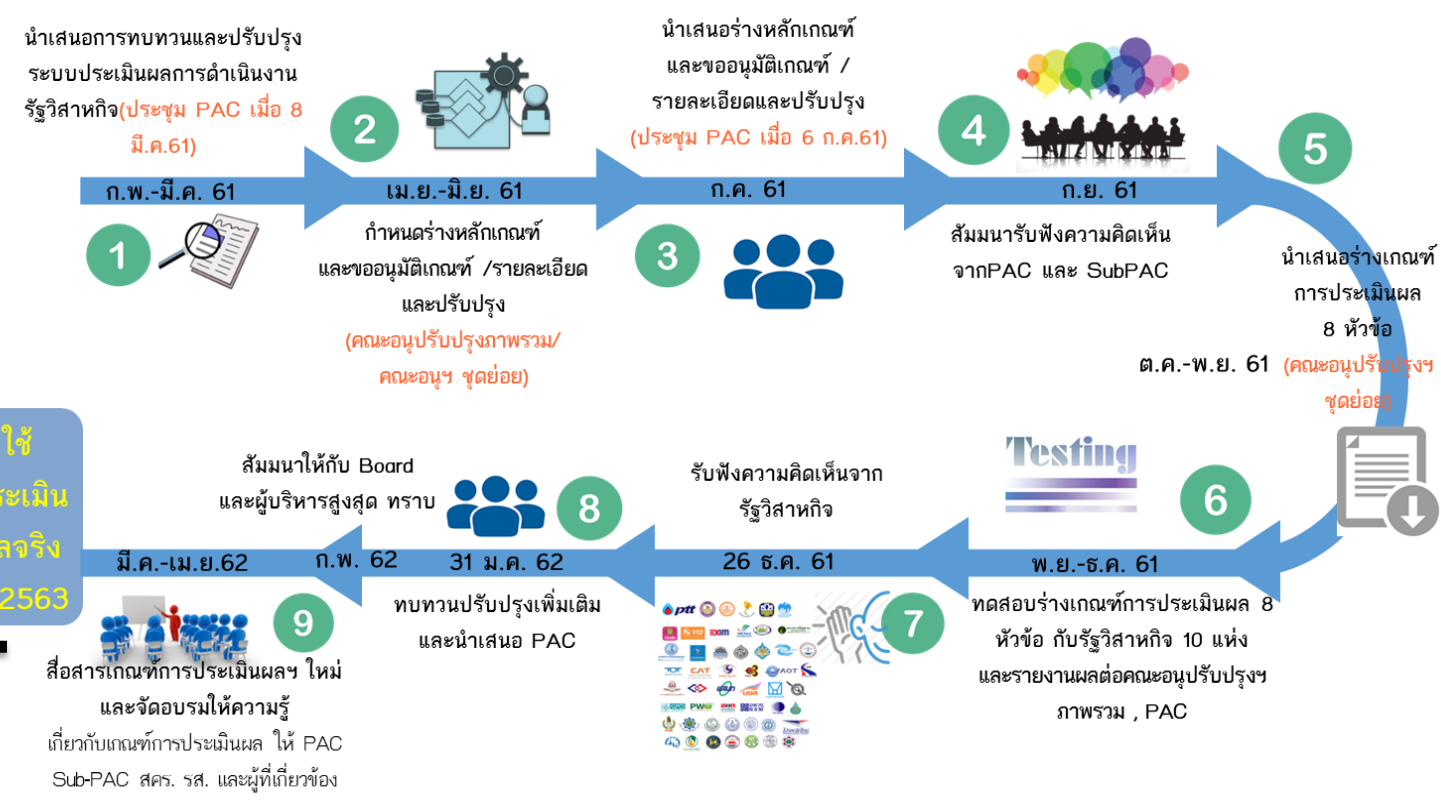 นำเสนอการทบทวนและปรับปรุง
ระบบประเมินผลการดำเนินงาน
รัฐวิสาหกิจ(ประชุม PAC เมื่อ 8
มี.ค.61)
ก.พ.-มี.ค. 61
1
2
เม.ย.-มิ.ย. 61
กำหนดร่างหลักเกณฑ์
และขออนุมัติเกณฑ์ /รายละเอียด
และปรับปรุง
(คณะอนุปรับปรุงภาพรวม/
คณะอนุฯ ชุดย่อย)
นำเสนอร่างหลักเกณฑ์
และขออนุมัติเกณฑ์ /
รายละเอียดและปรับปรุง
(ประชุม PAC เมื่อ 6 ก.ค.61)
ก.ค. 61
3
4
ก.ย. 61
สัมมนารับฟังความคิดเห็น
จากPAC และ SubPAC
5
นำเสนอร่างเกณฑ์
การประเมินผล
8 หัวข้อ
(คณะอนุปรับปรุงฯ
ชุดย่อย)
ต.ค.-พ.ย. 61
Testing
6
พ.ย.-ธ.ค. 61
ทดสอบร่างเกณฑ์การประเมินผล 8
หัวข้อ กับรัฐวิสาหกิจ 10 แห่ง
และรายงานผลต่อคณะอนุปรับปรุงฯ
ภาพรวม , PAC
รับฟังความคิดเห็นจาก
รัฐวิสาหกิจ
26 ธ.ค. 61
7
ptt
CAT
AOT
8
31 ม.ค. 62
ทบทวนปรับปรุงเพิ่มเติม
และนำเสนอ PAC
สัมมนาให้กับ Board
และผู้บริหารสูงสุด ทราบ
ก.พ. 62
มี.ค.-เม.ย.62
9
สื่อสารเกณฑ์การประเมินผลฯ ใหม่
และจัดอบรมให้ความรู้
เกี่ยวกับเกณฑ์การประเมินผล ให้ PAC
Sub-PAC สคร. รส. และผู้ที่เกี่ยวข้อง
ใช้
ระเมิน
ลจริง
2563